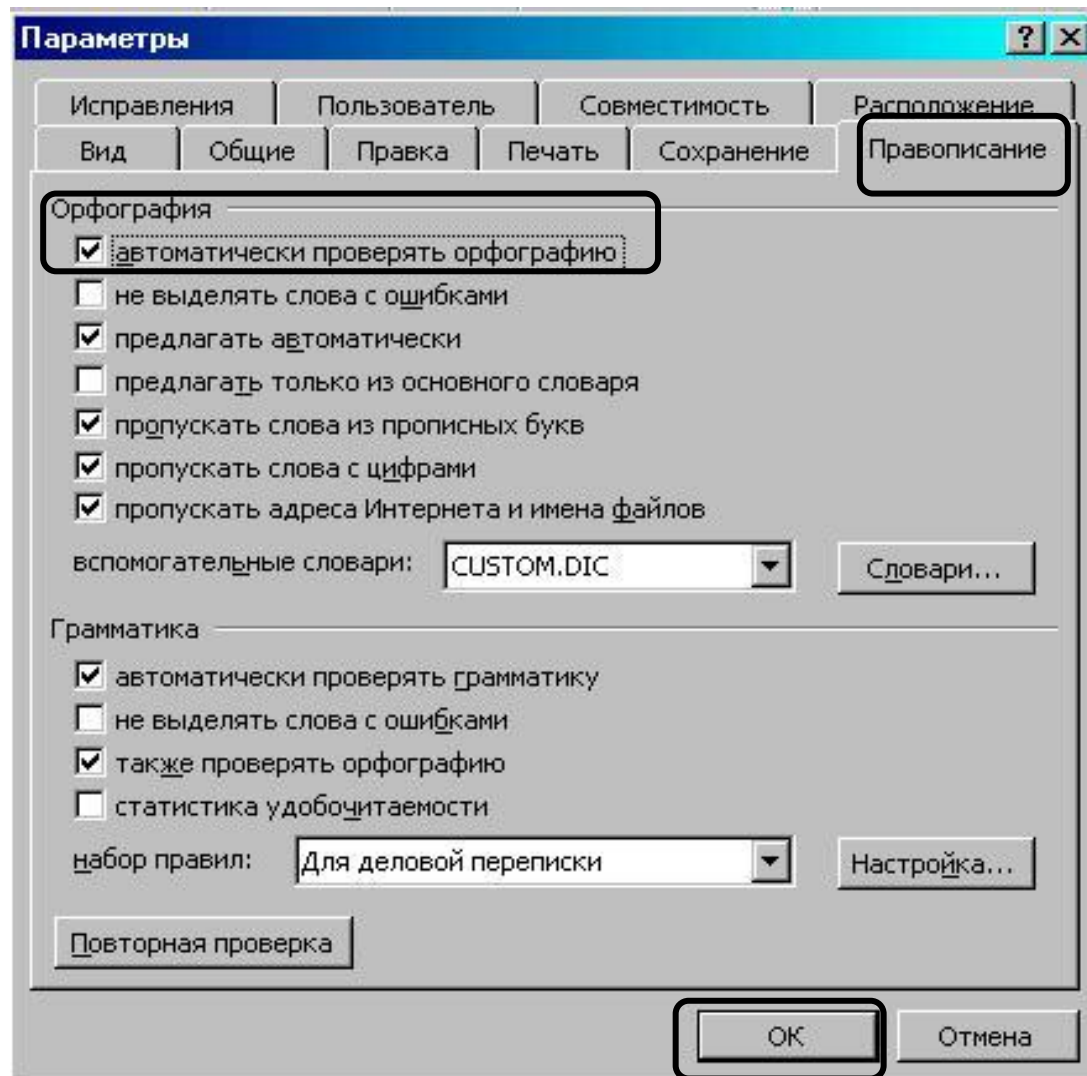 Параметры
Исправления Пользователь Совместимость Расположение
Вид Общие Правка Печать Сохранение Правописание
Орфография
автоматически проверять орфографию
не выделять слова с ошибками
предлагать автоматически
предлагать только из основного словаря
пропускать слова из прописных букв
пропускать слова с цифрами
пропускать адреса Интернета и имена файлов
вспомогательные словари: CUSTOM.DIC Словари...
Грамматика
автоматически проверять грамматику
не выделять слова с ошибками
также проверять орфографию
статистика удобочитаемости
набор правил: Для деловой переписки Настройка...
Повторная проверка
ОК Отмена